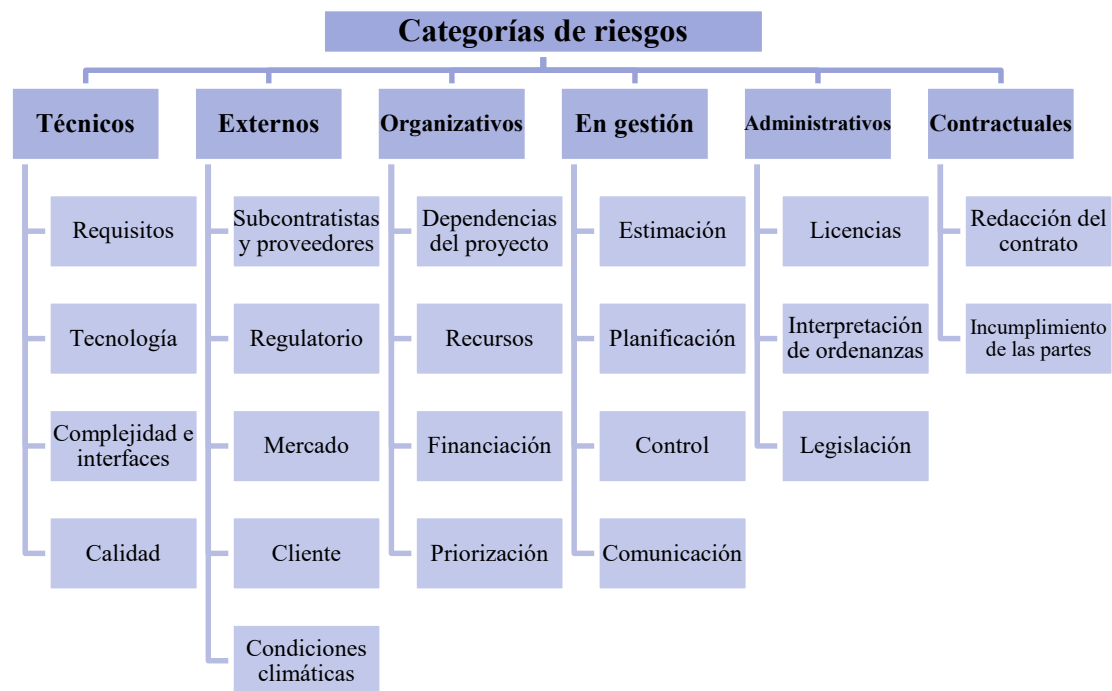 Categorías de riesgos
Técnicos
Externos
Organizativos
En gestión
Administrativos
Contractuales
Requisitos
Tecnología
Complejidad e
interfaces
Calidad
Subcontratistas
y proveedores
Regulatorio
Mercado
Cliente
Condiciones
climáticas
Dependencias
del proyecto
Recursos
Financiación
Priorización
Estimación
Planificación
Control
Comunicación
Licencias
Interpretación
de ordenanzas
Legislación
Redacción del
contrato
Incumplimiento
de las partes